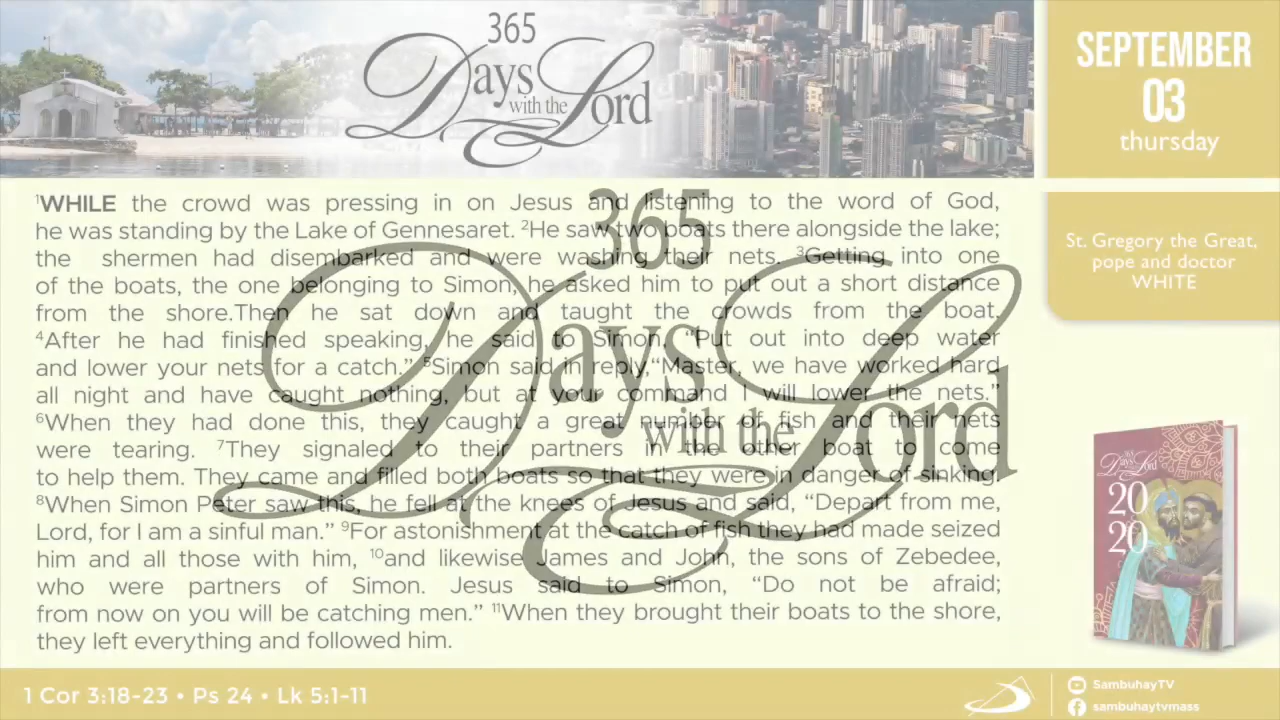 365
Days
with the
Lord
SEPTEMBER
03
thursday
St. Gregory the Great,
pope and doctor
WHITE
¹WHILE the crowd was pressing in on Jesus and listening to the word of God,
he was standing by the Lake of Gennesaret. ²He saw two boats there alongside the lake;
the shermen had disembarked and were washing their nets. ³Getting into one
of the boats, the one belonging to Simon, he asked him to put out a short distance
from the shore.Then he sat down and taught the crowds from the boat.
⁴After he had finished speaking, he said to Simon, “Put out into deep water
and lower your nets for a catch.” ⁵Simon said in reply,“Master, we have worked hard
all night and have caught nothing, but at your command I will lower the nets.”
⁶When they had done this, they caught a great number of fish and their nets
were tearing. ⁷They signaled to their partners in the other boat to come
to help them. They came and filled both boats so that they were in danger of sinking.
⁸When Simon Peter saw this, he fell at the knees of Jesus and said, “Depart from me,
Lord, for I am a sinful man.” ⁹For astonishment at the catch of fish they had made seized
him and all those with him, ¹⁰and likewise James and John, the sons of Zebedee,
who were partners of Simon. Jesus said to Simon, “Do not be afraid;
from now on you will be catching men.” ¹¹When they brought their boats to the shore,
they left everything and followed him.
365
Days
with the
Lord
365
Days
Lord
20
20
1 Cor 3:18-23 • Ps 24 • Lk 5:1-11
SambuhayTV
sambuhaytvmass